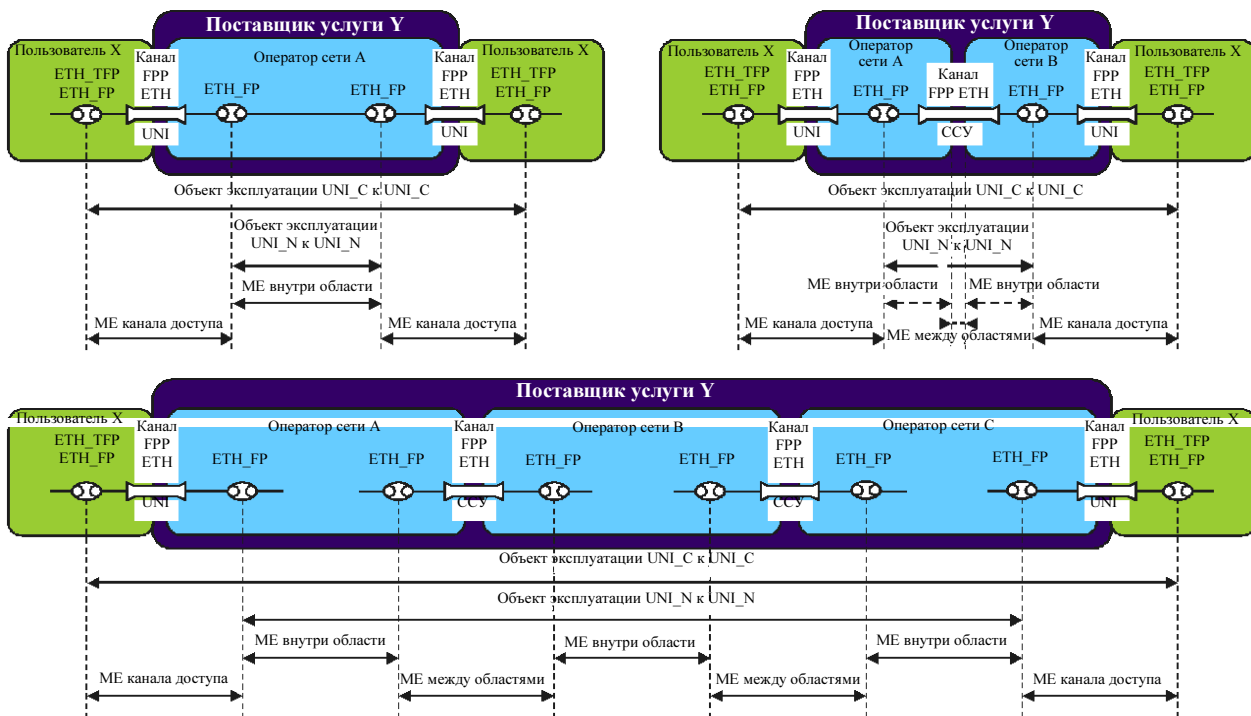 Поставщик услуги Y
Пользователь X
Канал
FPP
ETH
Оператор сети A
Канал
FPP
ETH
Пользователь X
ETH_TFP
ETH_FP
ETH_FP
ETH_FP
ETH_TFP
ETH_FP
UNI
UNI
Объект эксплуатации UNI_C к UNI_C
Объект эксплуатации
UNI_N к UNI_N
ME внутри области
ME канала доступа
ME канала доступа
Поставщик услуги Y
Пользователь X
Канал
FPP
ETH
Оператор
сети A
Канал
FPP ETH
Оператор
сети B
Канал
FPP
ETH
Пользователь X
ETH_TFP
ETH_FP
ETH_FP
ETH_FP
ETH_TFP
ETH_FP
UNI
ССУ
UNI
Объект эксплуатации UNI_C к UNI_C
Объект эксплуатации
UNI_N к UNI_N
ME внутри области
ME внутри области
ME канала доступа
ME между областями
ME канала доступа
Поставщик услуги Y
Пользователь X
Канал
FPP
ETH
Оператор сети A
Канал
FPP
ETH
Оператор сети B
Канал
FPP
ETH
Оператор сети C
Канал
FPP
ETH
Пользователь X
ETH_TFP
ETH_FP
ETH_FP
ETH_FP
ETH_FP
ETH_FP
ETH_FP
ETH_FP
ETH_TFP
ETH_FP
UNI
ССУ
ССУ
UNI
Объект эксплуатации UNI_C к UNI_C
Объект эксплуатации UNI_N к UNI_N
ME внутри области
ME внутри области
ME внутри области
ME канала доступа
ME между областями
ME между областями
ME канала доступа